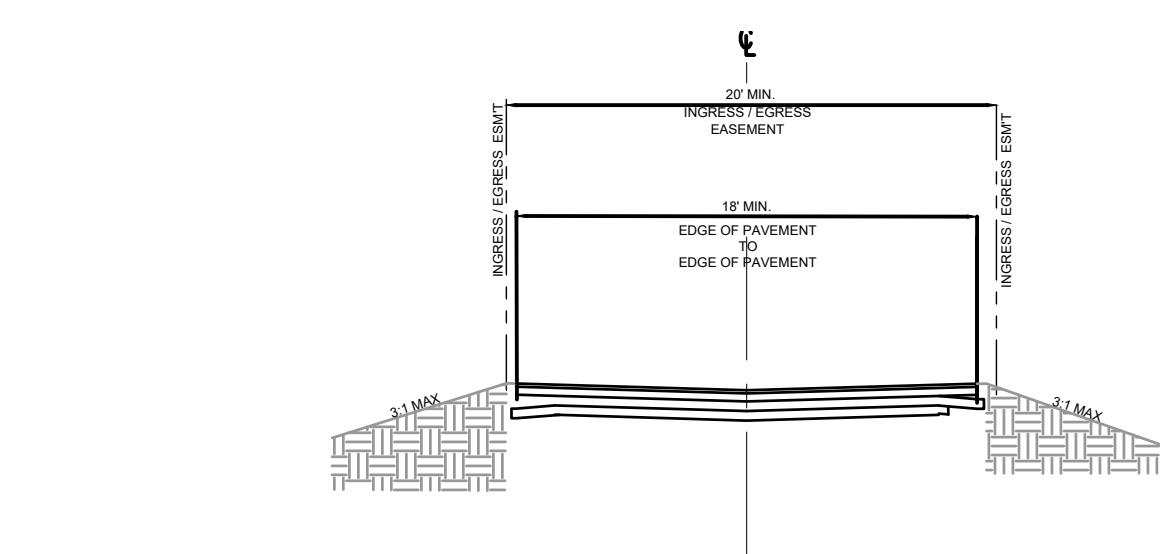 ℄
20' MIN.
INGRESS / EGRESS
EASEMENT
INGRESS / EGRESS ESM'T
INGRESS / EGRESS ESM'T
18' MIN.
EDGE OF PAVEMENT
TO
EDGE OF PAVEMENT
3:1 MAX
3:1 MAX